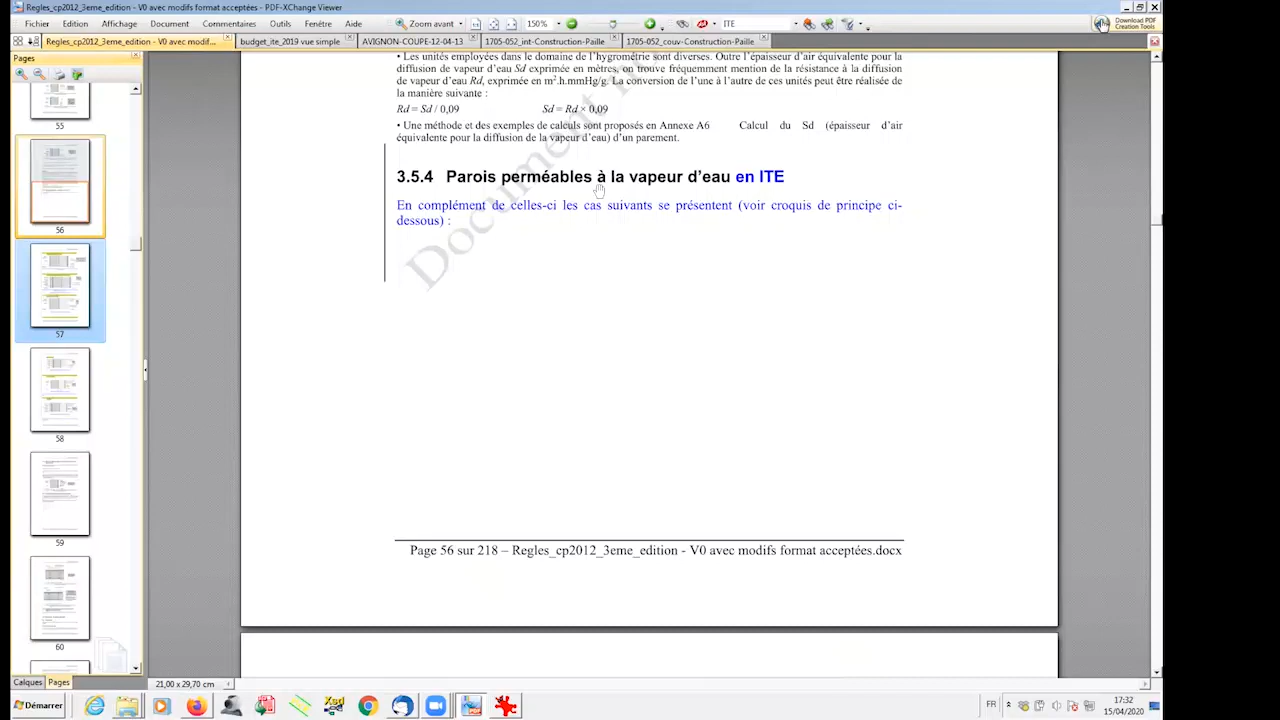 Regles_cp2012_3eme_edition - V0 avec modifs format acceptées - PDF-XChange Viewer
Fichier Edition Affichage Document Commentaires Outils Fenêtre Aide Zoom avant 150% ITE Download PDF
Creation Tools
Regles_cp2012_3eme_edition - V0 avec modif... budget_ite_2019 vue simple AVIGNON-COUPE-12-04-13 1705-052_int-Construction-Paille 1705-052_couv-Construction-Paille
Pages
55
56
57
58
59
60
• Les unités employées dans le domaine de l'hygrométrie sont diverses. Outre l'épaisseur d'air équivalente pour la
diffusion de vapeur d'eau Sd exprimée en mètre, on trouve fréquemment mention de la résistance à la diffusion
de vapeur d'eau Rd, exprimée en m².h.mmHg/g. La conversion de l'une à l'autre de ces unités peut être réalisée de
la manière suivante :
Rd = Sd / 0,09 Sd = Rd × 0,09
• Une méthode et des exemples de calculs sont proposés en Annexe A6 Calcul du Sd (épaisseur d'air
équivalente pour la diffusion de la vapeur d'eau) d'un parement.
3.5.4 Parois perméables à la vapeur d'eau en ITE
En complément de celles-ci les cas suivants se présentent (voir croquis de principe ci-
dessous) :
Page 56 sur 218 – Regles_cp2012_3eme_edition - V0 avec modifs format acceptées.docx
Calques Pages 21,00 x 29,70 cm
Démarrer FR 17:32
15/04/2020